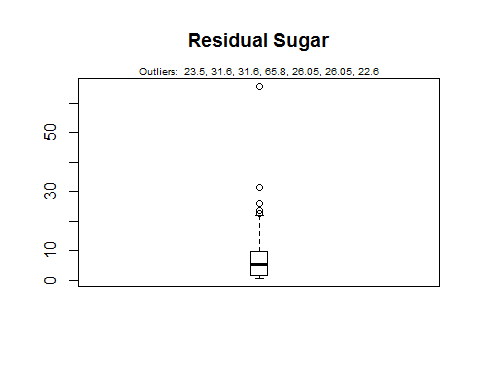 Residual Sugar
Outliers: 23.5, 31.6, 31.6, 65.8, 26.05, 26.05, 22.6
50
30
10
0